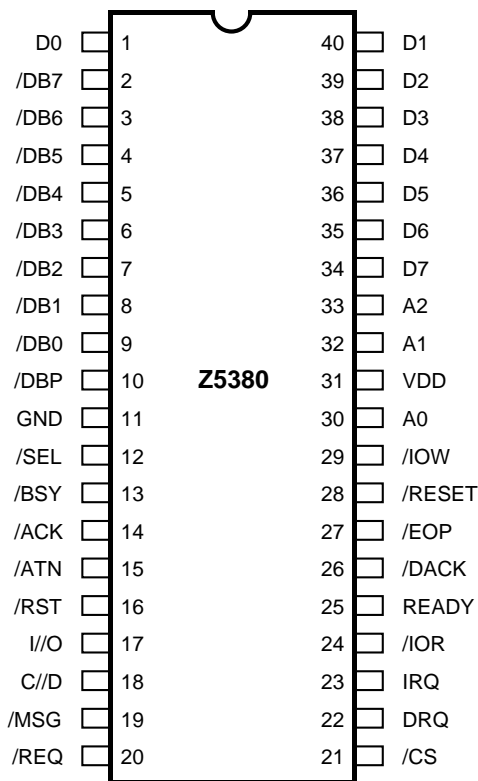 D0 1 40 D1
/DB7 2 39 D2
/DB6 3 38 D3
/DB5 4 37 D4
/DB4 5 36 D5
/DB3 6 35 D6
/DB2 7 34 D7
/DB1 8 33 A2
/DB0 9 32 A1
/DBP 10 Z5380 31 VDD
GND 11 30 A0
/SEL 12 29 /IOW
/BSY 13 28 /RESET
/ACK 14 27 /EOP
/ATN 15 26 /DACK
/RST 16 25 READY
I//O 17 24 /IOR
C//D 18 23 IRQ
/MSG 19 22 DRQ
/REQ 20 21 /CS